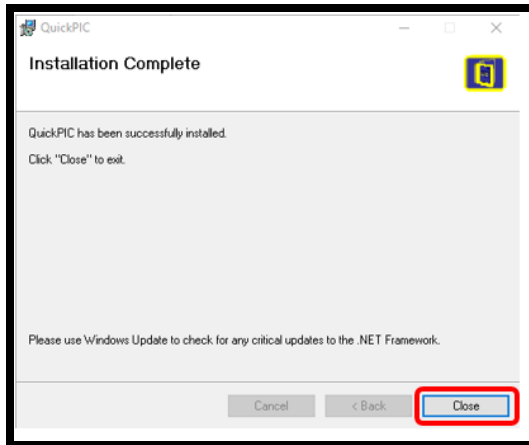 QuickPIC
Installation Complete
QuickPIC has been successfully installed.
Click "Close" to exit.
Please use Windows Update to check for any critical updates to the .NET Framework.
Cancel
< Back
Close